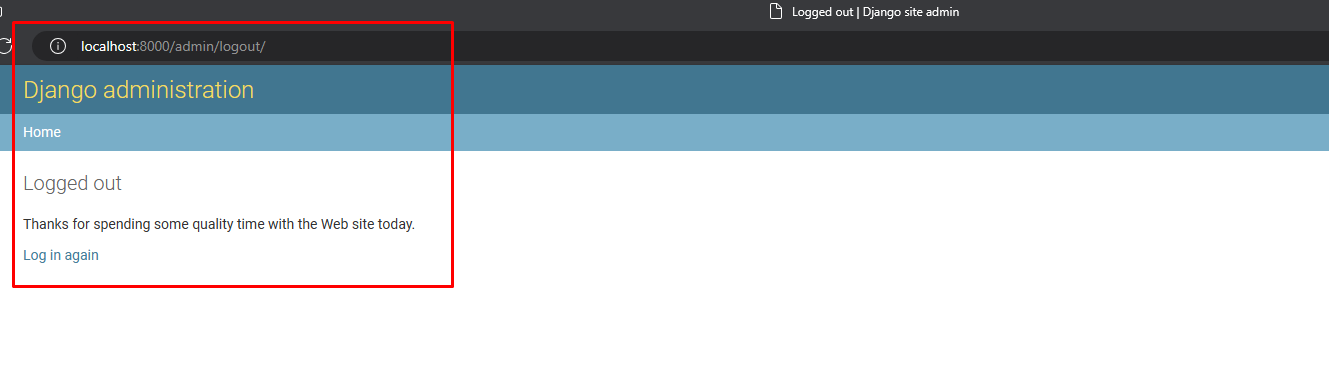 Logged out | Django site admin
localhost:8000/admin/logout/
Django administration
Home
Logged out
Thanks for spending some quality time with the Web site today.
Log in again